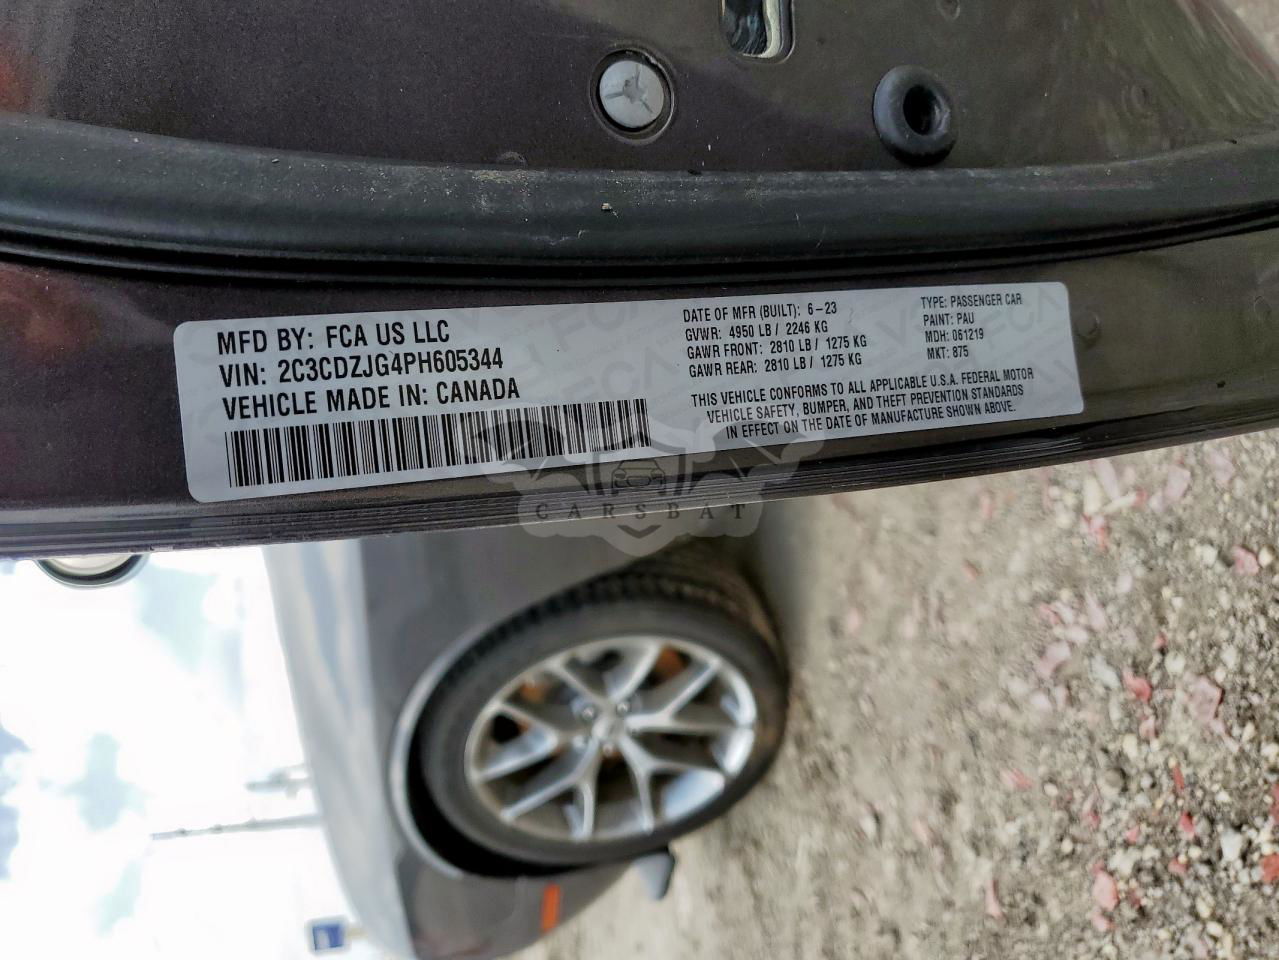 MFD BY: FCA US LLC
VIN: 2C3CDZJG4PH605344
VEHICLE MADE IN: CANADA
DATE OF MFR (BUILT): 6-23
GVWR: 4950 LB / 2246 KG
GAWR FRONT: 2810 LB / 1275 KG
GAWR REAR: 2810 LB / 1275 KG
TYPE: PASSENGER CAR
PAINT: PAU
MDH: 061219
MKT: 875
THIS VEHICLE CONFORMS TO ALL APPLICABLE U.S.A. FEDERAL MOTOR
VEHICLE SAFETY, BUMPER, AND THEFT PREVENTION STANDARDS
IN EFFECT ON THE DATE OF MANUFACTURE SHOWN ABOVE.
CARSBAT